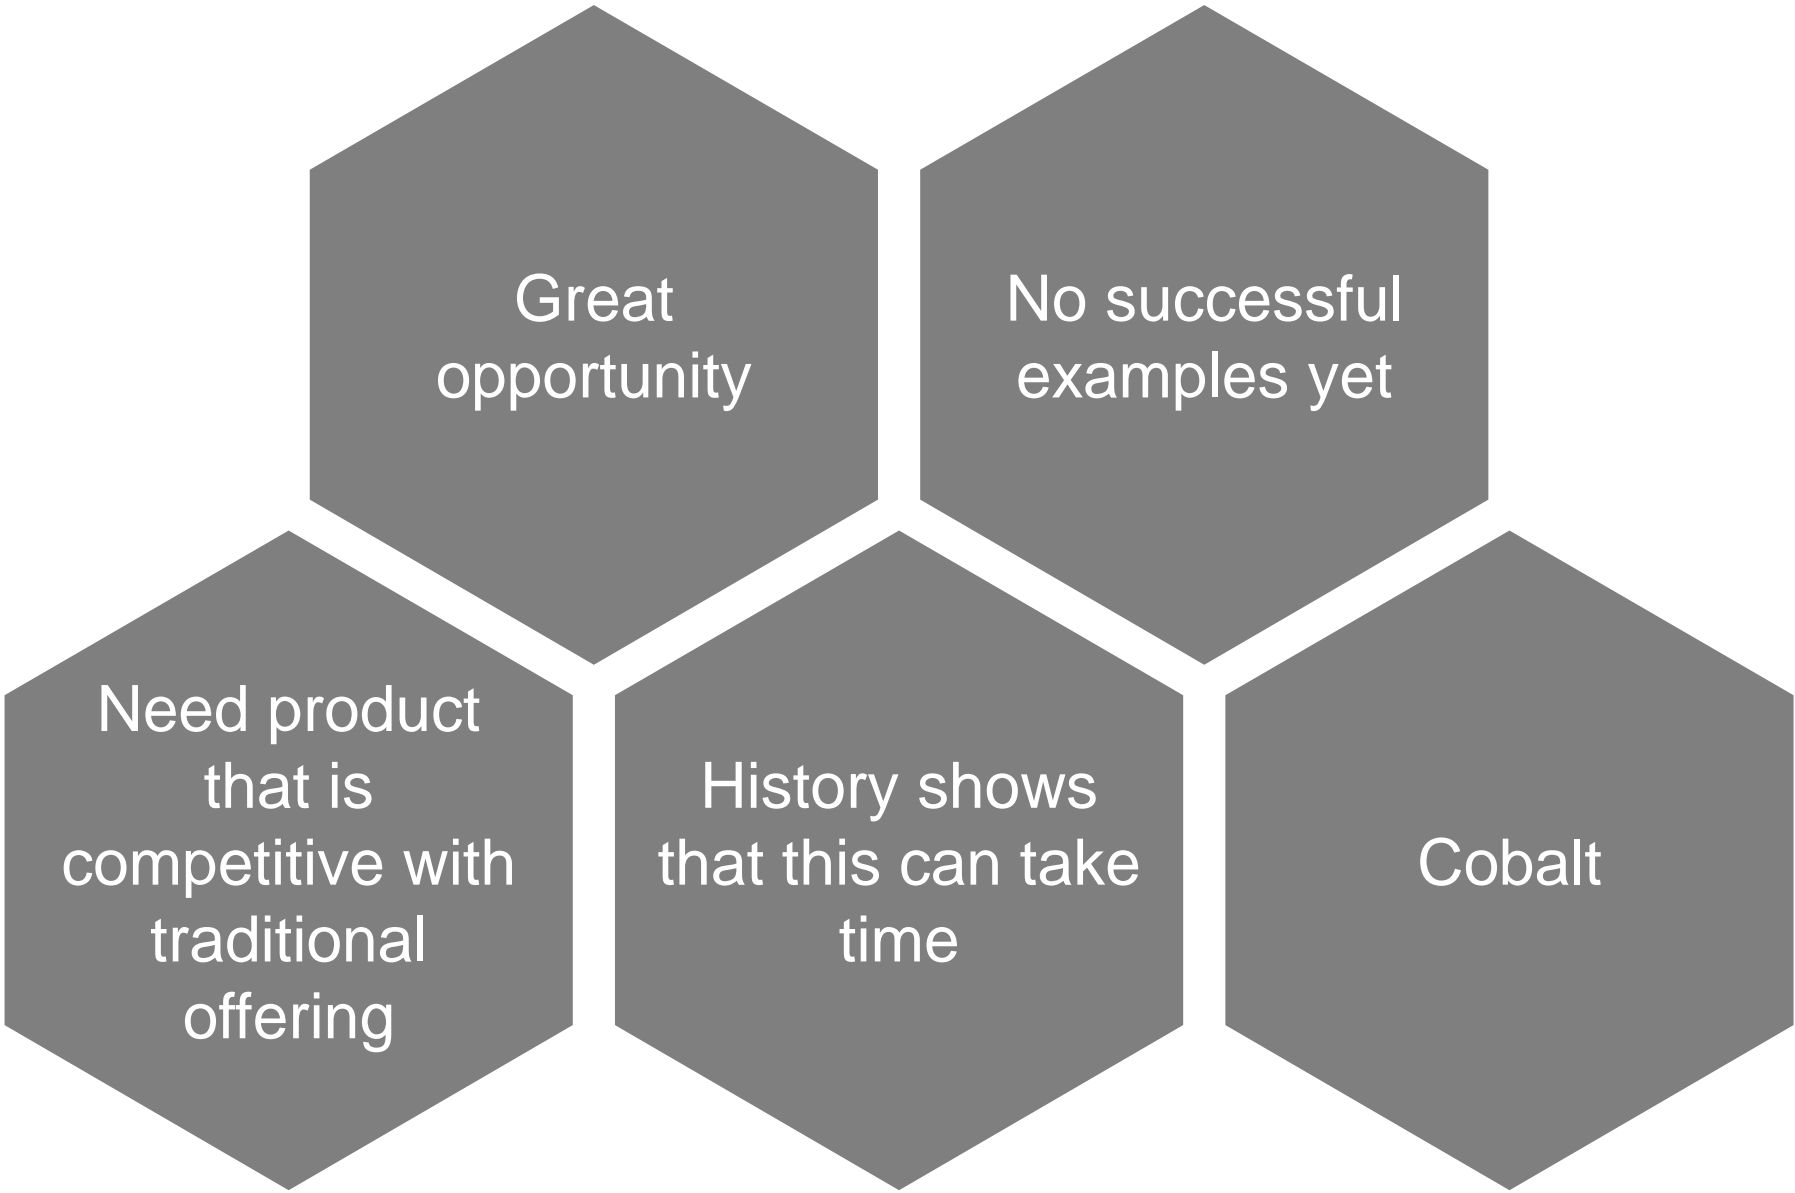 Great
opportunity
No successful
examples yet
Need product
that is
competitive with
traditional
offering
History shows
that this can take
time
Cobalt